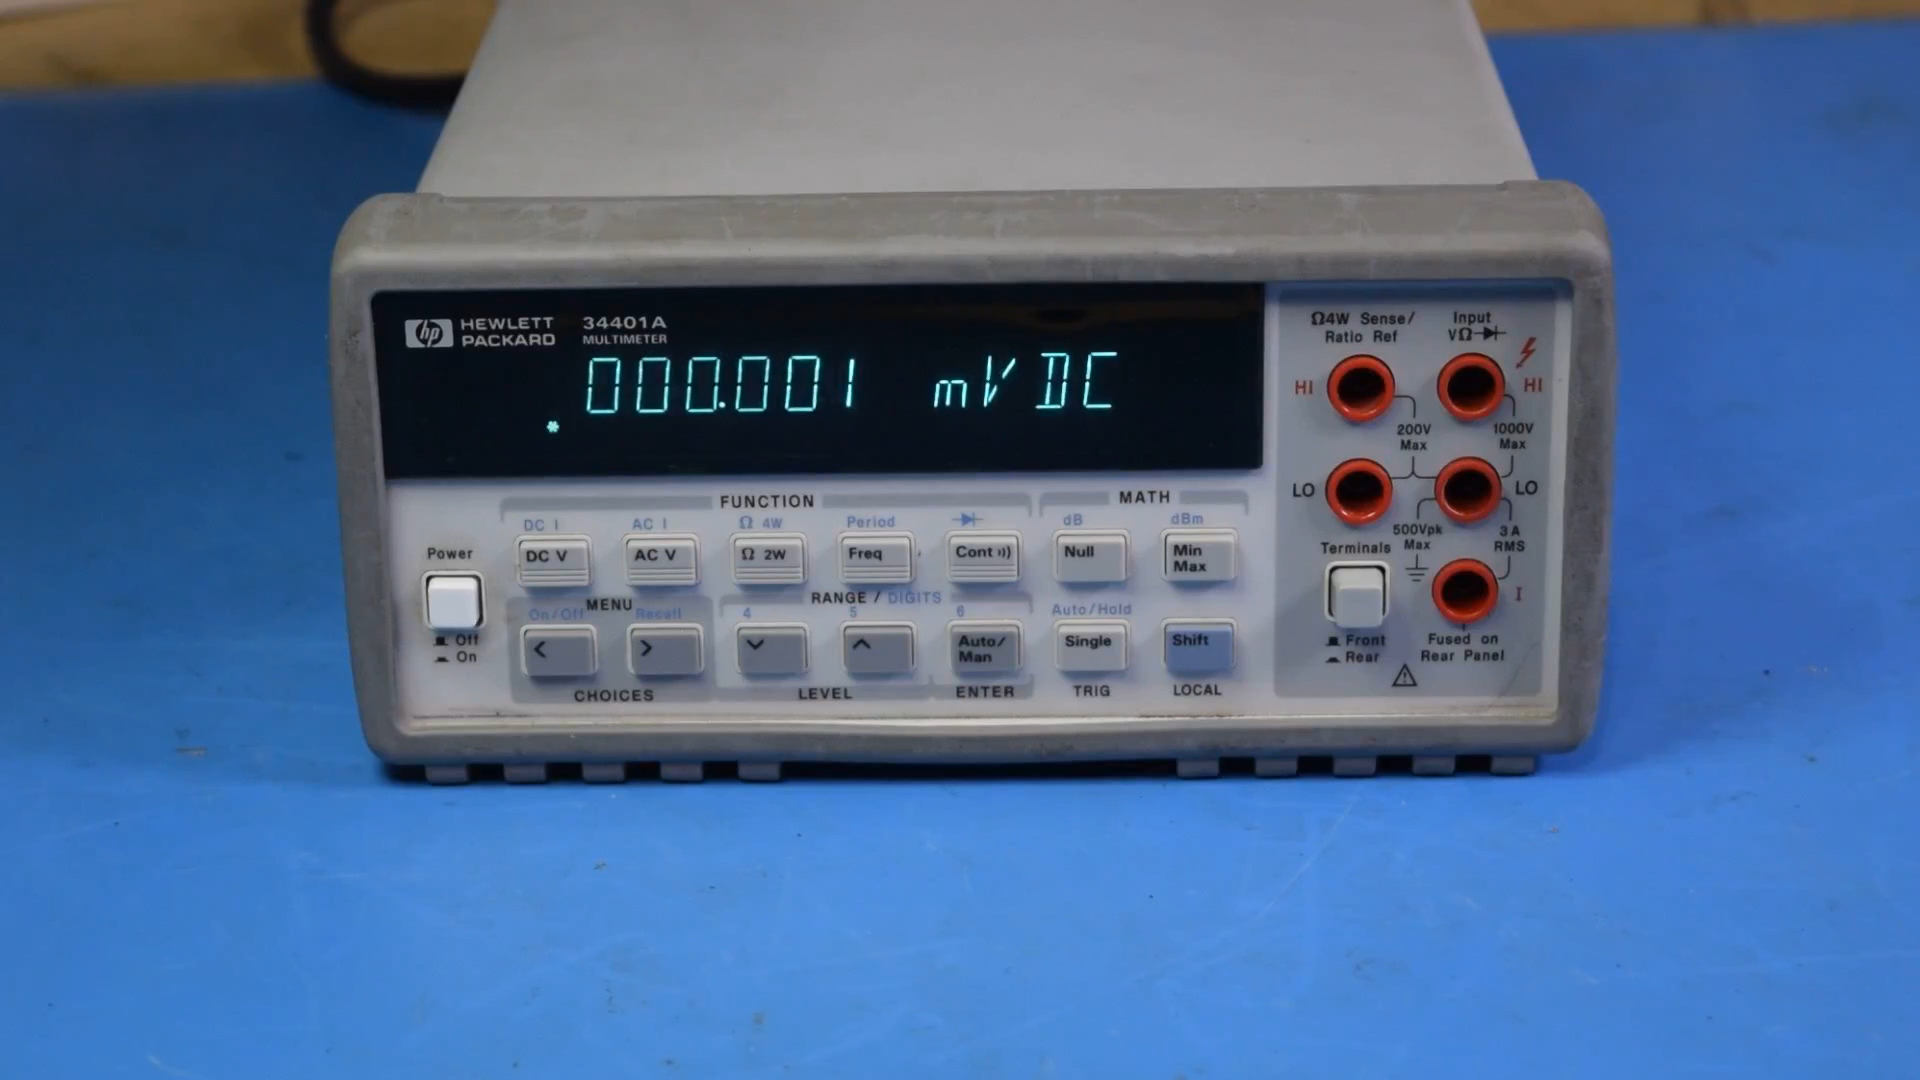 hp HEWLETT PACKARD
34401A
MULTIMETER
000.001 mV DC
*
FUNCTION
MATH
DC I
AC I
Ω 4W
Period
dB
dBm
Power
DC V
AC V
Ω 2W
Freq
Cont
Null
Min Max
MENU
RANGE / DIGITS
On/Off
Recall
4
5
6
Auto/Hold
Off
On
<
>
Auto/ Man
Single
Shift
CHOICES
LEVEL
ENTER
TRIG
LOCAL
Ω4W Sense/
Ratio Ref
Input
VΩ
HI
HI
200V
Max
1000V
Max
LO
LO
500Vpk
Max
3A
RMS
Terminals
I
Front
Rear
Fused on
Rear Panel